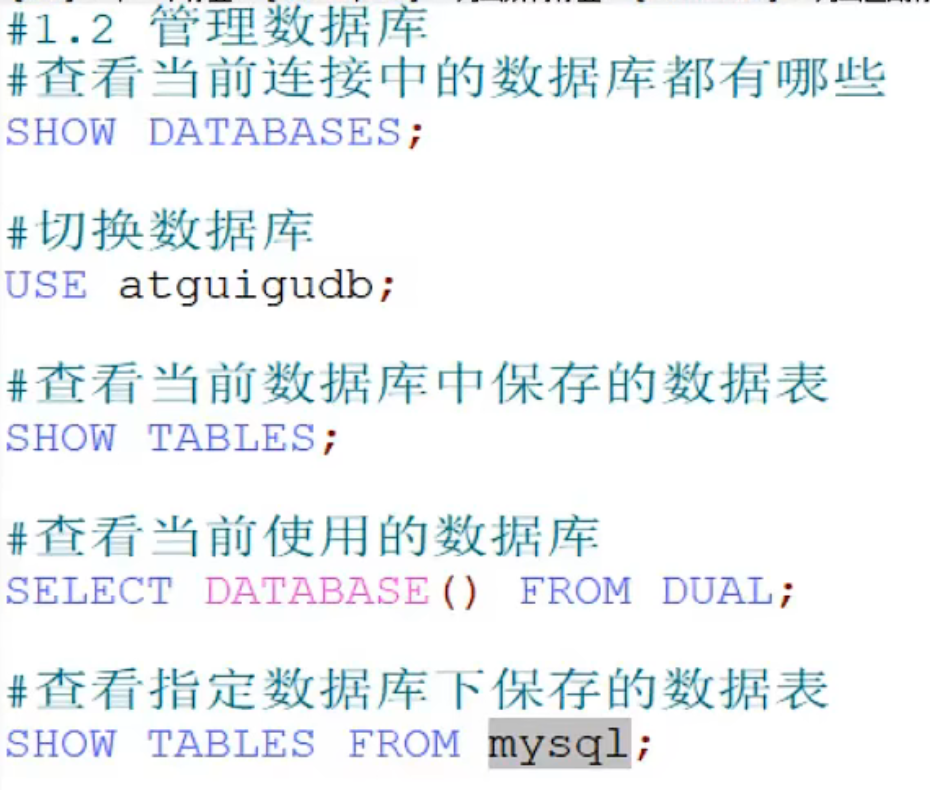 #1.2 管理数据库
#查看当前连接中的数据库都有哪些
SHOW DATABASES;
#切换数据库
USE atguigudb;
#查看当前数据库中保存的数据表
SHOW TABLES;
#查看当前使用的数据库
SELECT DATABASE() FROM DUAL;
#查看指定数据库下保存的数据表
SHOW TABLES FROM mysql;